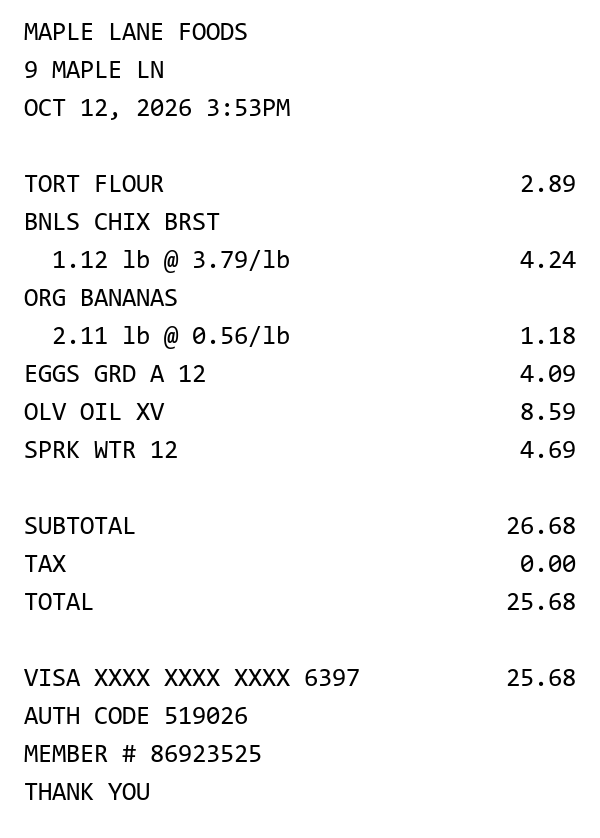 MAPLE LANE FOODS
9 MAPLE LN
OCT 12, 2026 3:53PM
TORT FLOUR 2.89
BNLS CHIX BRST
1.12 lb @ 3.79/lb 4.24
ORG BANANAS
2.11 lb @ 0.56/lb 1.18
EGGS GRD A 12 4.09
OLV OIL XV 8.59
SPRK WTR 12 4.69
SUBTOTAL 26.68
TAX 0.00
TOTAL 25.68
VISA XXXX XXXX XXXX 6397 25.68
AUTH CODE 519026
MEMBER # 86923525
THANK YOU